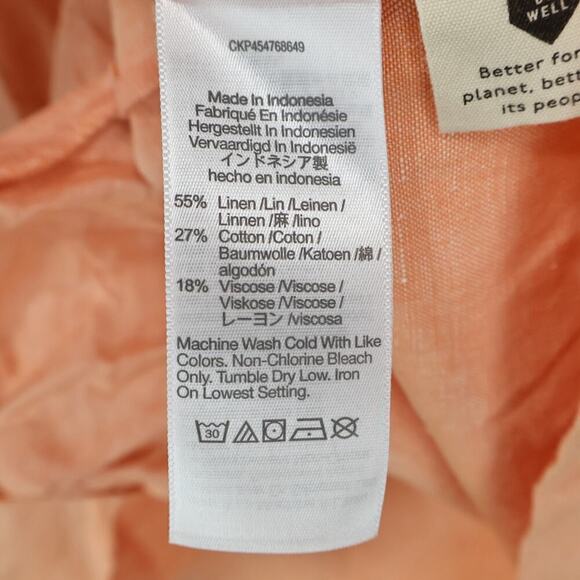 CKP454768649
Made In Indonesia
Fabriqué En Indonésie
Hergestellt In Indonesien
Vervaardigd In Indonesië
インドネシア製
hecho en indonesia
55% Linen /Lin /Leinen /
Linnen /麻 /lino
27% Cotton /Coton /
Baumwolle /Katoen /綿 /
algodón
18% Viscose /Viscose /
Viskose /Viscose /
レーヨン /viscosa
Machine Wash Cold With Like
Colors. Non-Chlorine Bleach
Only. Tumble Dry Low. Iron
On Lowest Setting.
30
WELL
Better for
planet, bett
its peop